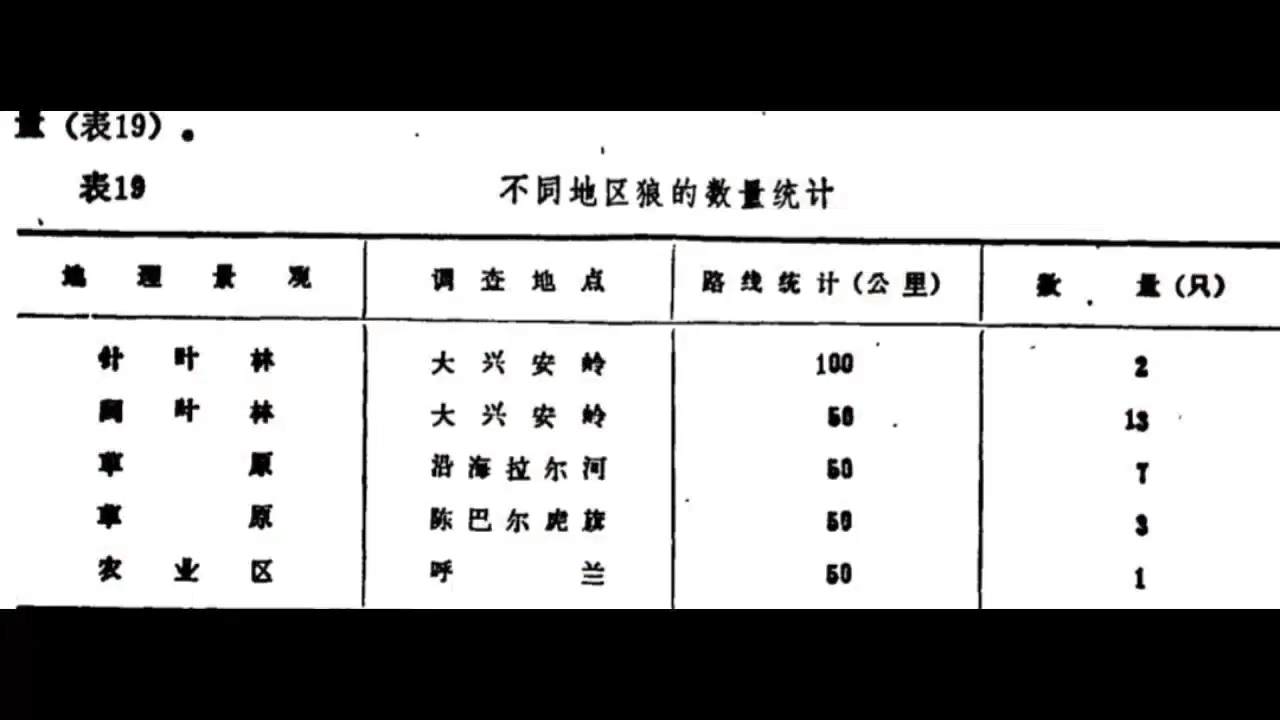 量（表19）。
表19 不同地区狼的数量统计
地理景观 调查地点 路线统计（公里） 数量（只）
针叶林 大兴安岭 100 2
阔叶林 大兴安岭 50 13
草原 沿海拉尔河 50 7
草原 陈巴尔虎旗 50 3
农业区 呼兰 50 1